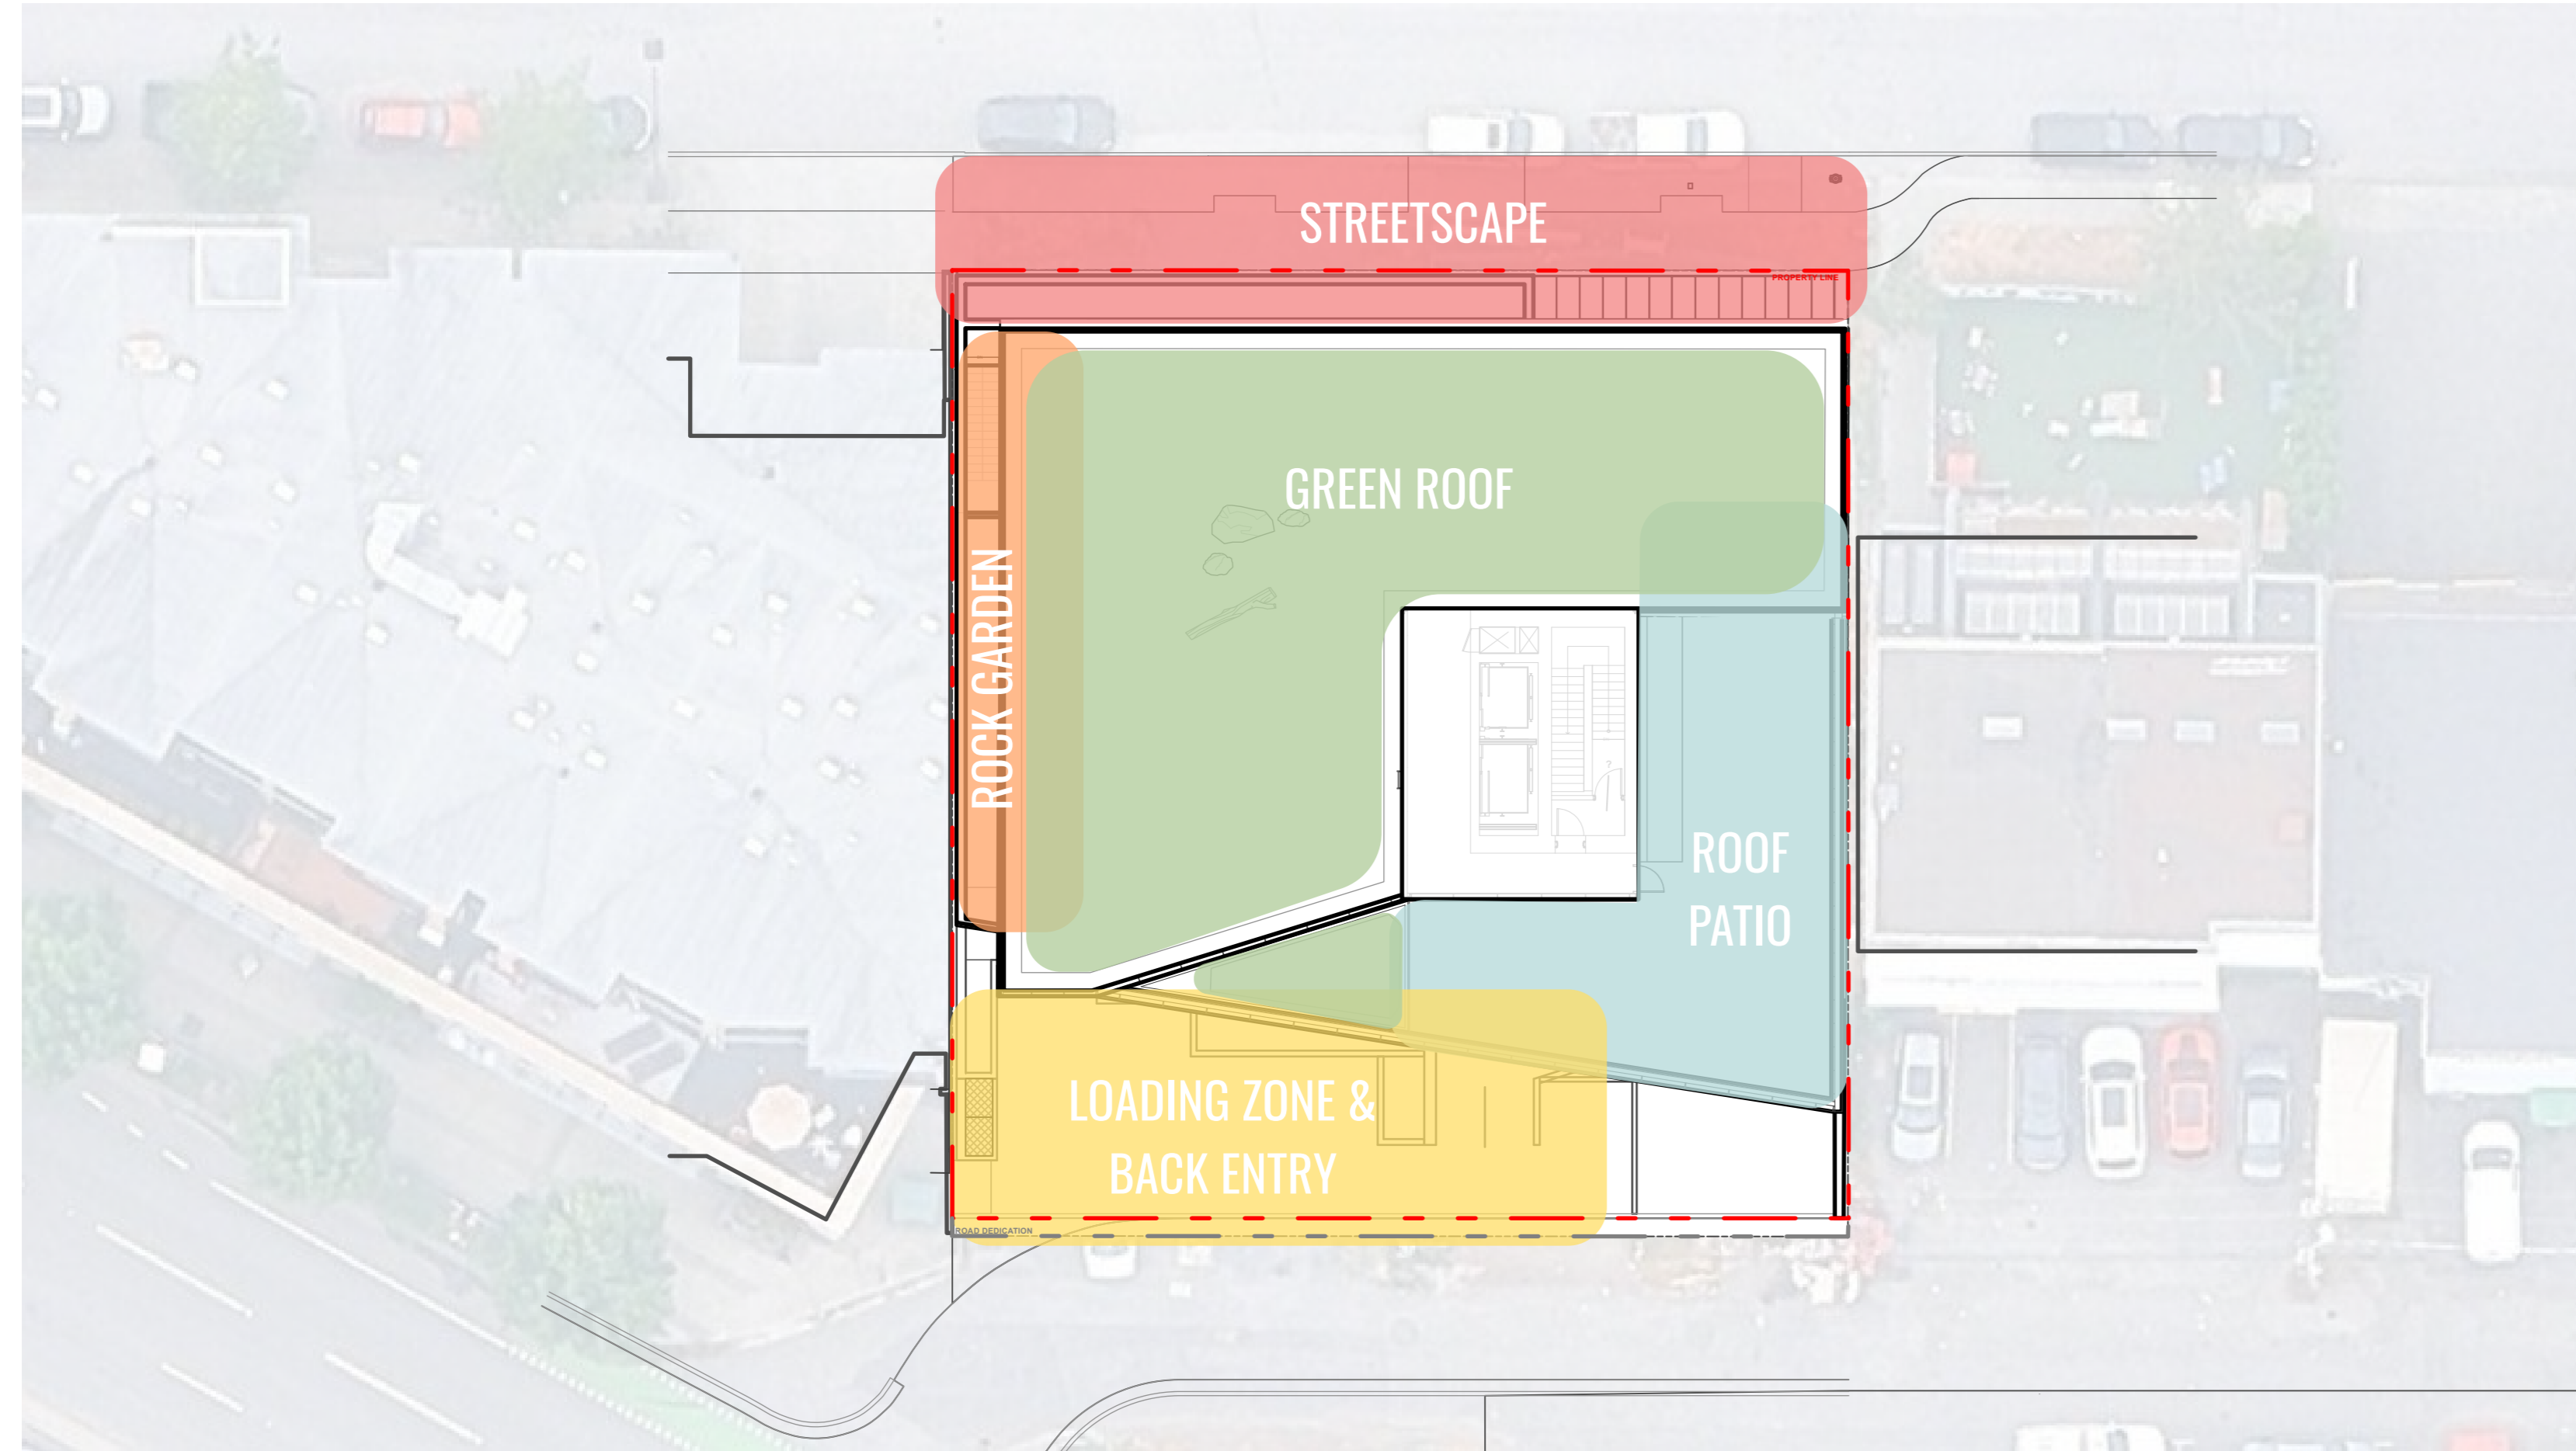 STREETSCAPE
PROPERTY LINE
GREEN ROOF
ROCK GARDEN
?
ROOF
PATIO
LOADING ZONE &
BACK ENTRY
ROAD DEDICATION